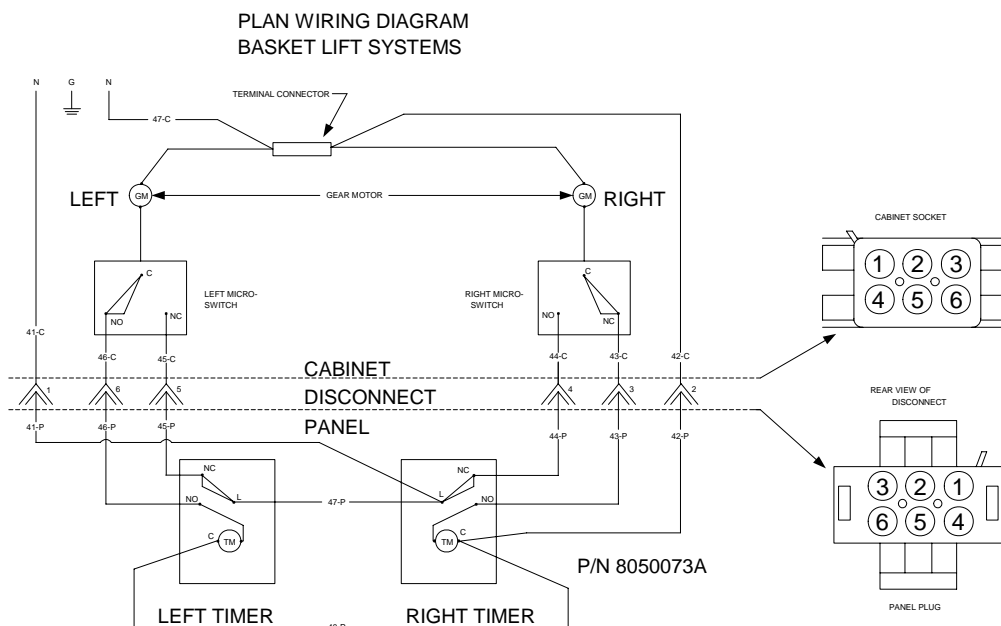 PLAN WIRING DIAGRAM
BASKET LIFT SYSTEMS
N
G
N
TERMINAL CONNECTOR
47-C
LEFT
GM
GEAR MOTOR
GM
RIGHT
CABINET SOCKET
C
C
LEFT MICRO-
SWITCH
RIGHT MICRO-
SWITCH
1 2 3
4 5 6
NO
NC
NO
NC
41-C
46-C
45-C
44-C
43-C
42-C
CABINET
1
6
5
4
3
2
DISCONNECT
REAR VIEW OF
DISCONNECT
41-P
46-P
45-P
PANEL
44-P
43-P
42-P
NC
NC
NO
L
47-P
L
NO
3 2 1
6 5 4
C
TM
TM
C
P/N 8050073A
PANEL PLUG
LEFT TIMER
RIGHT TIMER